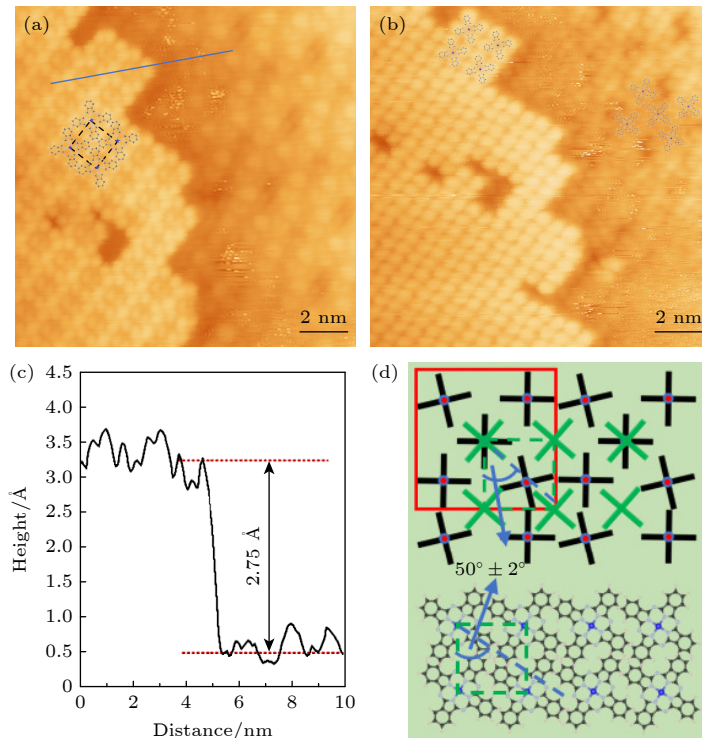 (a)
2 nm
(b)
2 nm
(c)
Height/Å
4.5
4.0
3.5
3.0
2.5
2.0
1.5
1.0
0.5
0
2.75 Å
0 2 4 6 8 10
Distance/nm
(d)
50° ± 2°